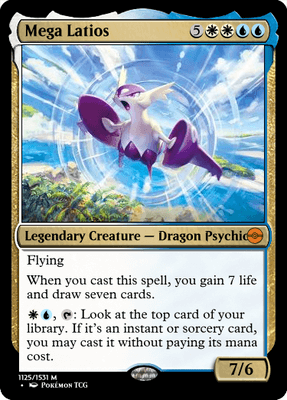 Mega Latios 5
Legendary Creature — Dragon Psychic
Flying
When you cast this spell, you gain 7 life
and draw seven cards.
, : Look at the top card of your
library. If it's an instant or sorcery card,
you may cast it without paying its mana
cost.
7/6
1125/1531 M
• Pokémon TCG